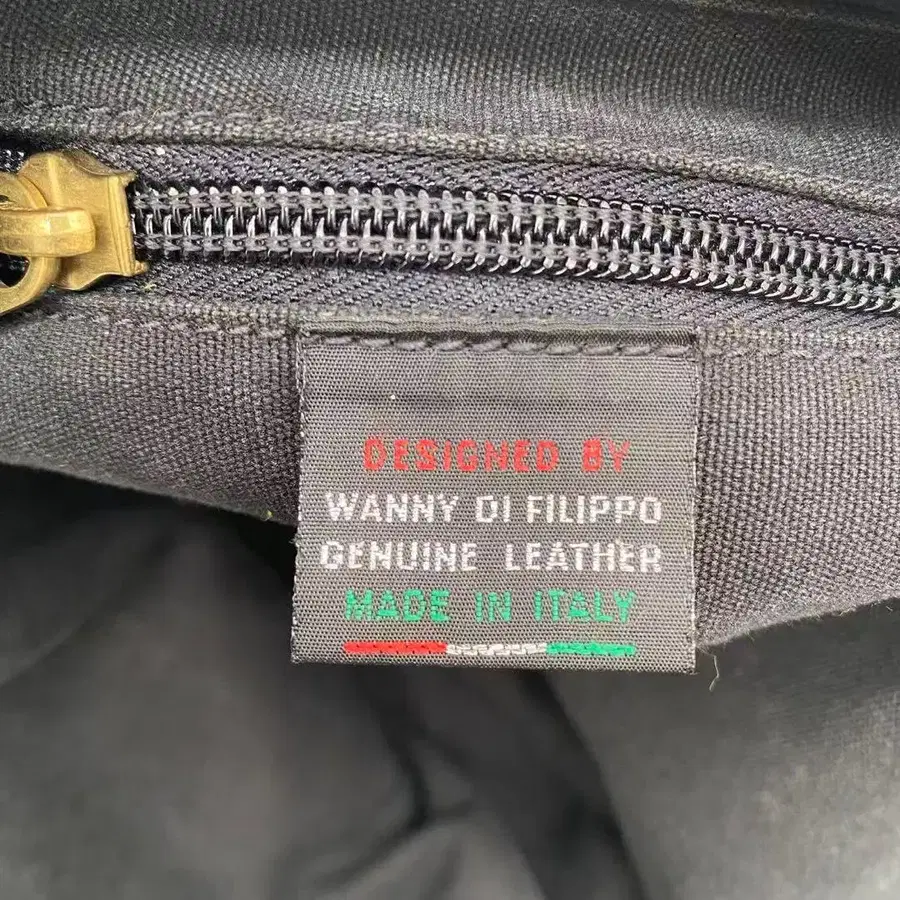 DESIGNED BY
WANNY DI FILIPPO
GENUINE LEATHER
MADE IN ITALY